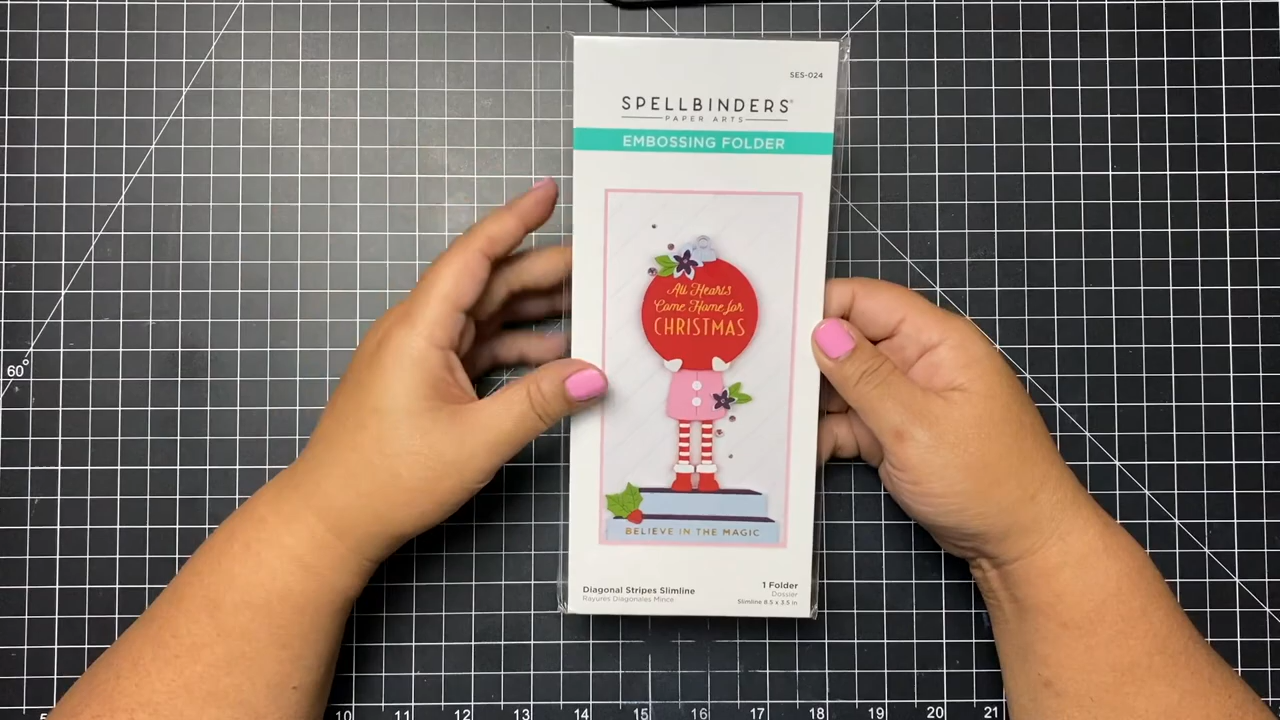 SES-024
SPELLBINDERS®
PAPER ARTS
EMBOSSING FOLDER
All Hearts
Come Home for
CHRISTMAS
BELIEVE IN THE MAGIC
Diagonal Stripes Slimline
Rayures Diagonales Mince
1 Folder
Dossier
Slimline 8.5 x 3.5 in
60°
10 11 12 13 14 15 16 17 18 19 20 21